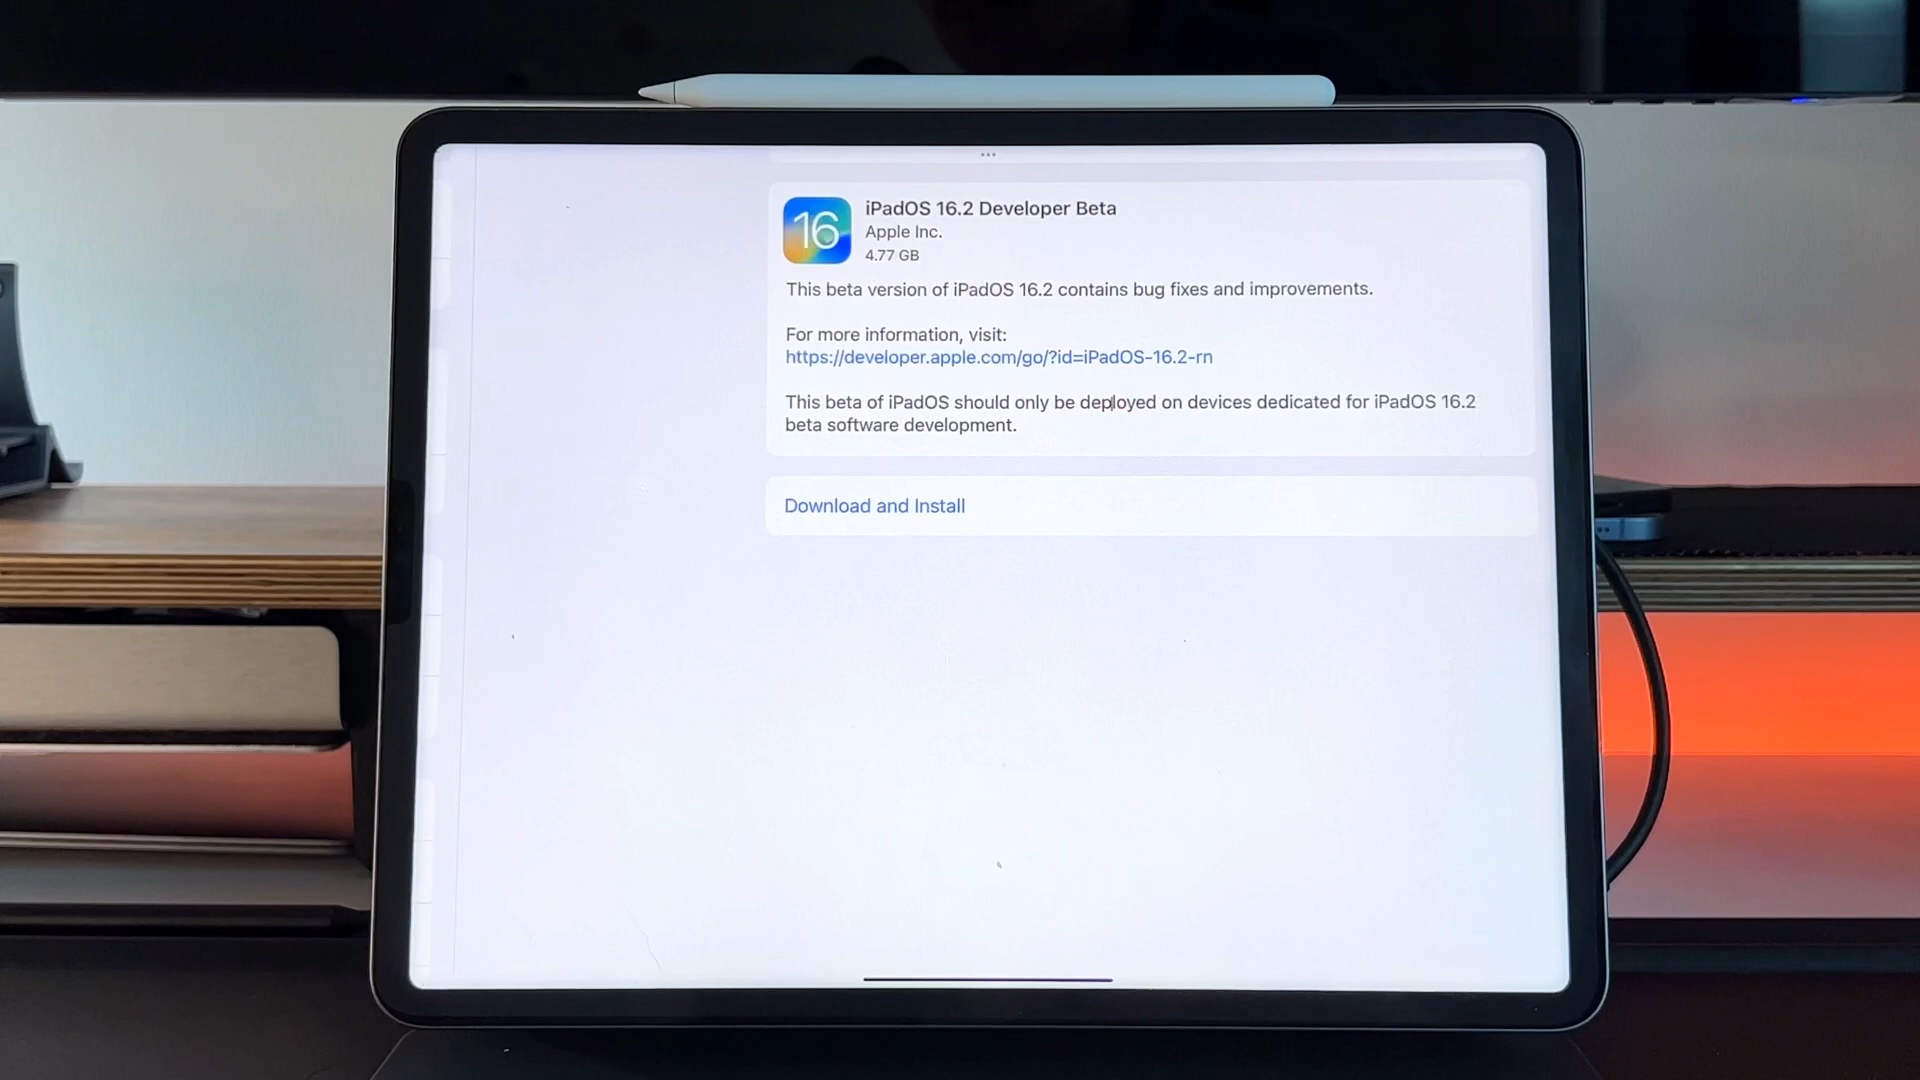 16
iPadOS 16.2 Developer Beta
Apple Inc.
4.77 GB
This beta version of iPadOS 16.2 contains bug fixes and improvements.
For more information, visit:
https://developer.apple.com/go/?id=iPadOS-16.2-rn
This beta of iPadOS should only be deployed on devices dedicated for iPadOS 16.2
beta software development.
Download and Install